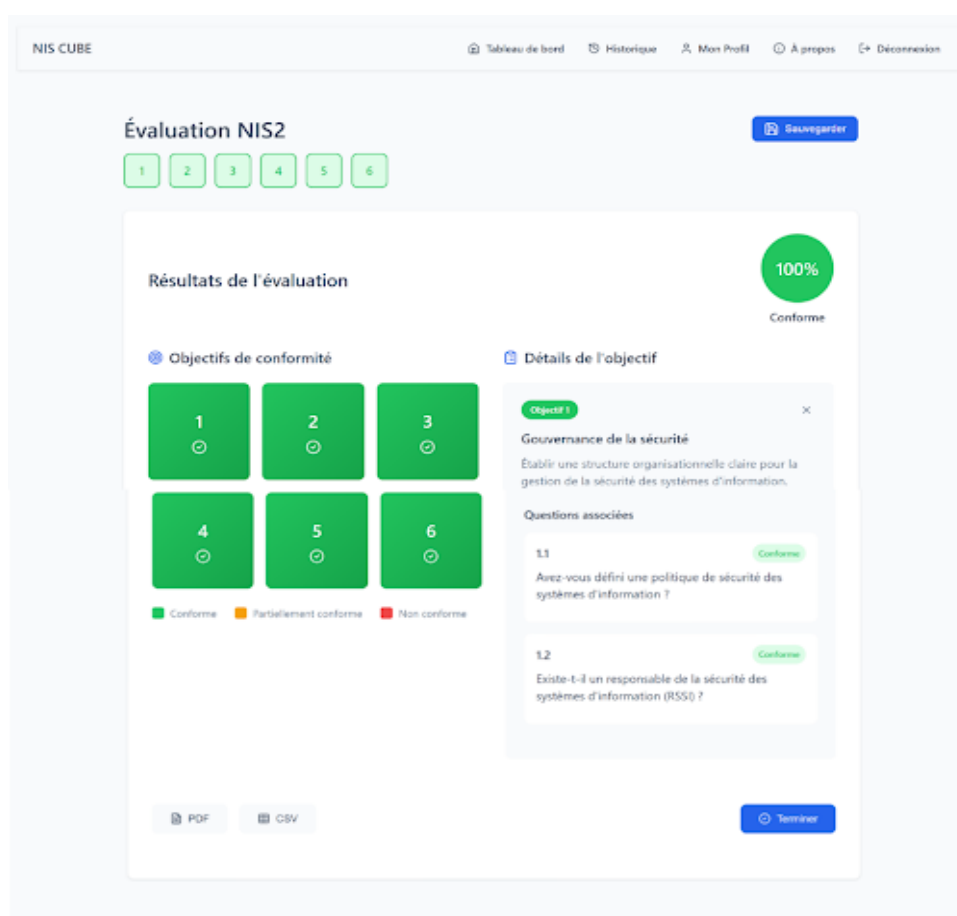 NIS CUBE
Tableau de bord
Historique
Mon Profil
À propos
Déconnexion
Évaluation NIS2
Sauvegarder
1
2
3
4
5
6
Résultats de l'évaluation
100%
Conforme
Objectifs de conformité
1
2
3
4
5
6
Conforme
Partiellement conforme
Non conforme
Détails de l'objectif
Objectif 1
Gouvernance de la sécurité
Établir une structure organisationnelle claire pour la
gestion de la sécurité des systèmes d'information.
Questions associées
1.1
Conforme
Avez-vous défini une politique de sécurité des
systèmes d'information ?
1.2
Conforme
Existe-t-il un responsable de la sécurité des
systèmes d'information (RSSI) ?
PDF
CSV
Terminer